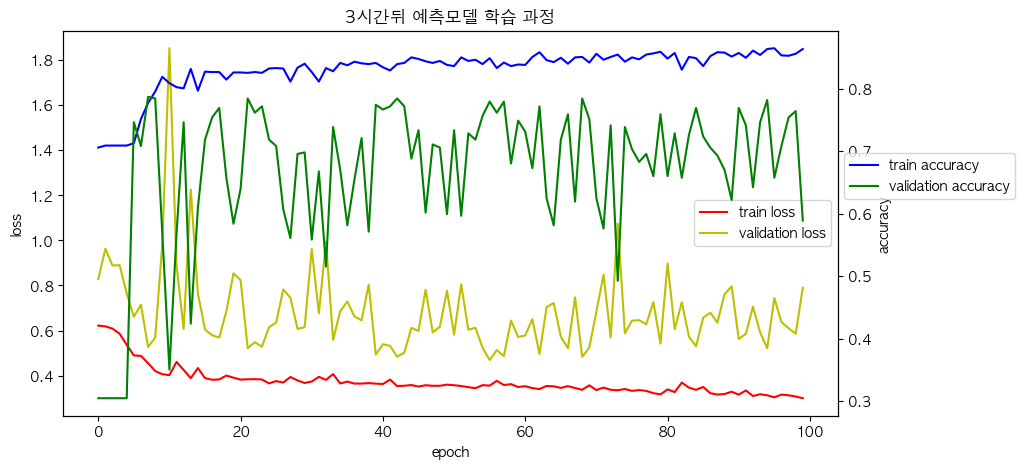 3시간뒤 예측모델 학습 과정
loss
1.8
1.6
1.4
1.2
1.0
0.8
0.6
0.4
0
20
40
60
80
100
epoch
0.8
0.7
0.6
0.5
0.4
0.3
accuracy
train accuracy
validation accuracy
train loss
validation loss